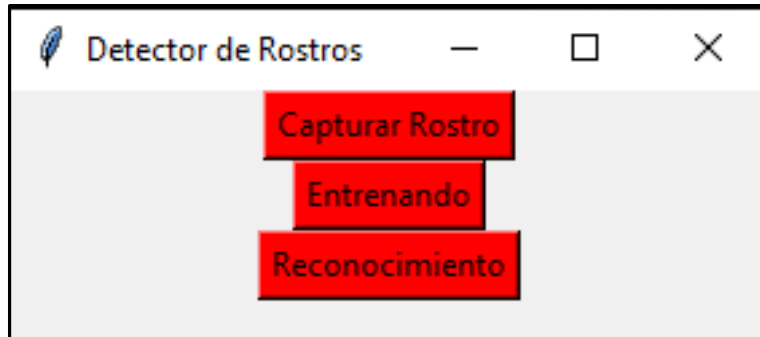 Detector de Rostros
Capturar Rostro
Entrenando
Reconocimiento